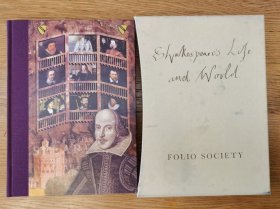 Shakespeare's Life
and World
FOLIO SOCIETY